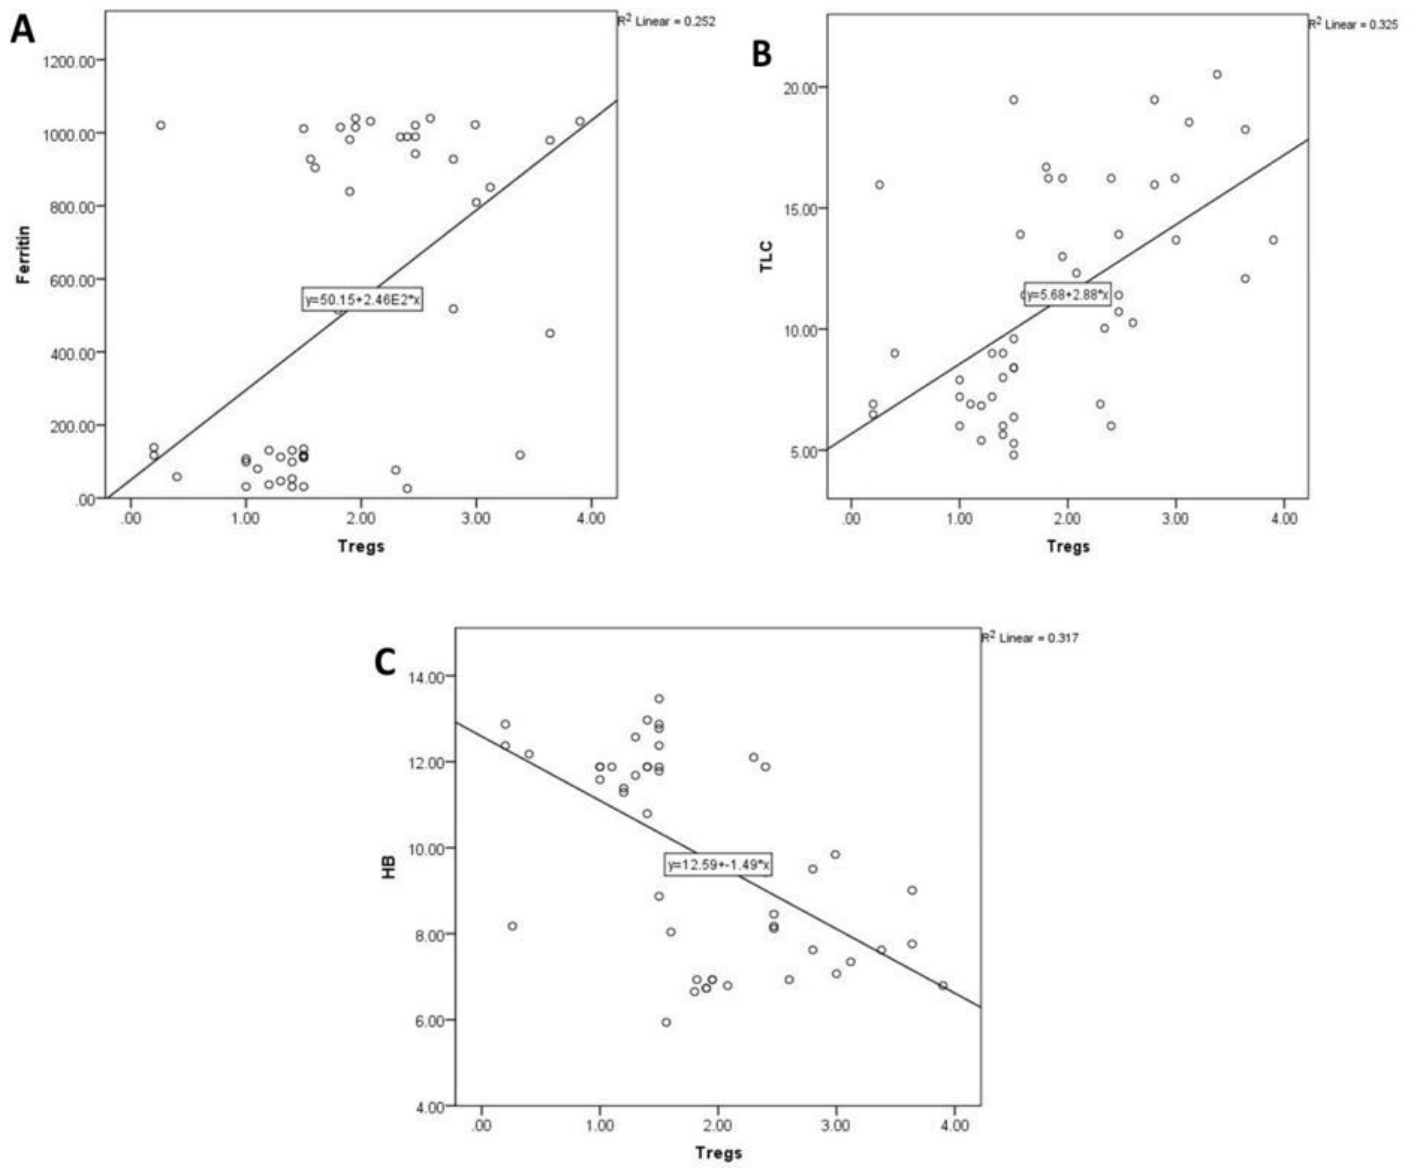 A
R² Linear = 0.252
1200.00
1000.00
800.00
600.00
400.00
200.00
.00
Ferritin
y=50.15+2.46E2*x
.00 1.00 2.00 3.00 4.00
Tregs
B
R² Linear = 0.325
20.00
15.00
10.00
5.00
TLC
y=5.68+2.88*x
.00 1.00 2.00 3.00 4.00
Tregs
C
R² Linear = 0.317
14.00
12.00
10.00
8.00
6.00
4.00
HB
y=12.59+-1.49*x
.00 1.00 2.00 3.00 4.00
Tregs